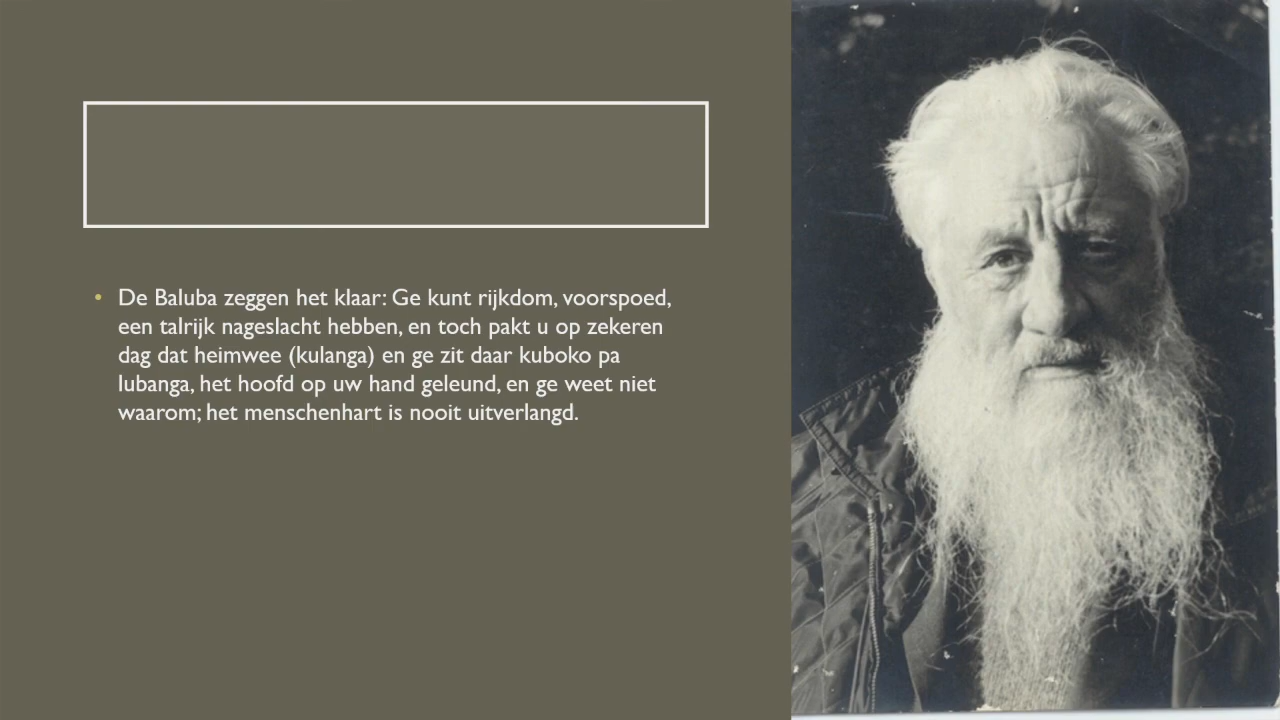 De Baluba zeggen het klaar: Ge kunt rijkdom, voorspoed,
een talrijk nageslacht hebben, en toch pakt u op zekeren
dag dat heimwee (kulanga) en ge zit daar kuboko pa
lubanga, het hoofd op uw hand geleund, en ge weet niet
waarom; het menschenhart is nooit uitverlangd.